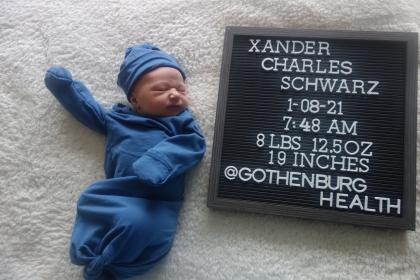 XANDER
CHARLES
SCHWARZ
1-08-21
7:48 AM
8 LBS 12.5OZ
19 INCHES
@GOTHENBURG
HEALTH